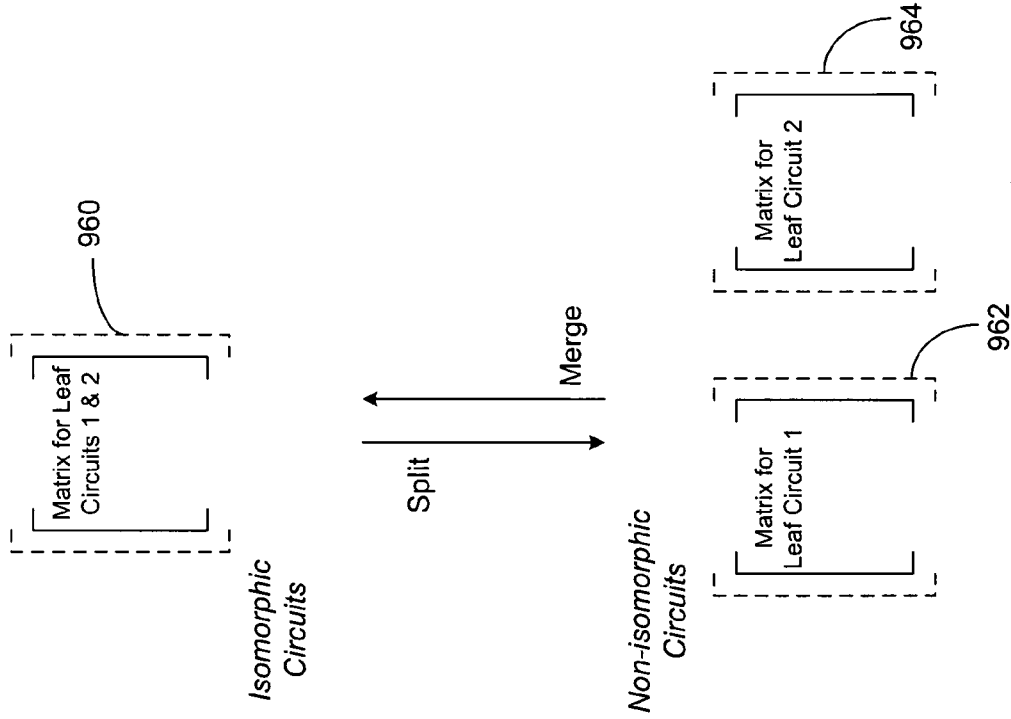 960
Matrix for Leaf
Circuits 1 & 2
Isomorphic
Circuits
Split
Merge
Non-isomorphic
Circuits
Matrix for
Leaf Circuit 1
962
Matrix for
Leaf Circuit 2
964